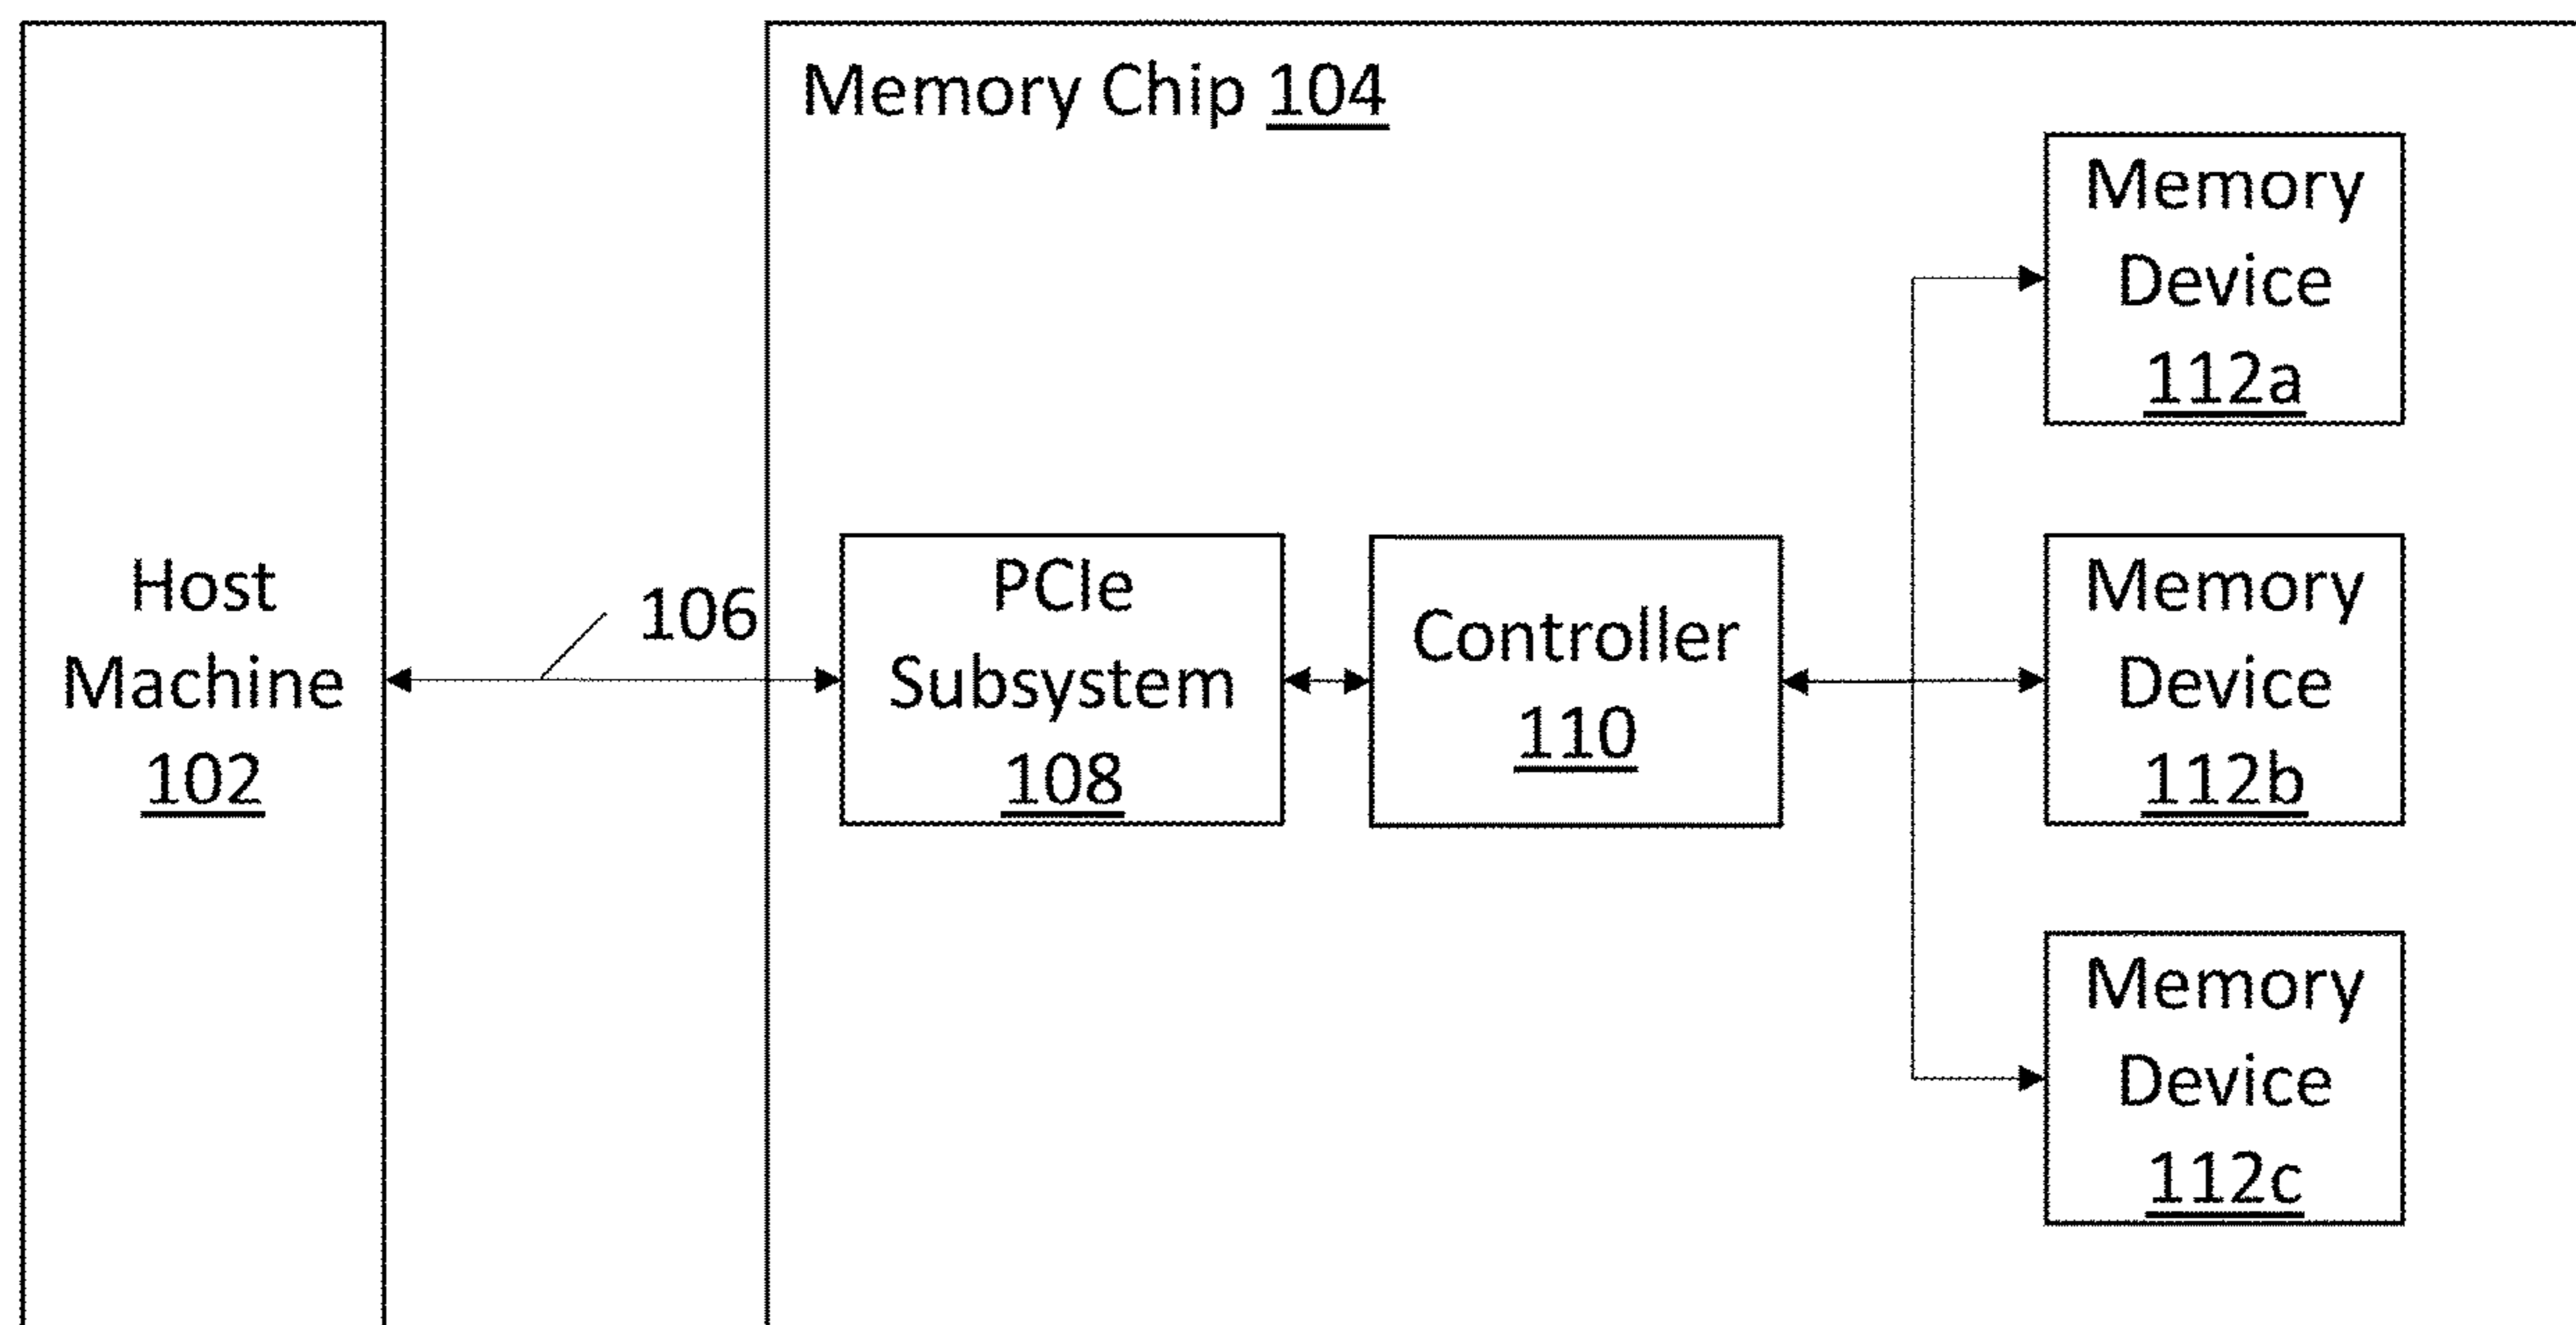 Memory Chip 104
Host
Machine
102
106
PCIe
Subsystem
108
Controller
110
Memory
Device
112a
Memory
Device
112b
Memory
Device
112c